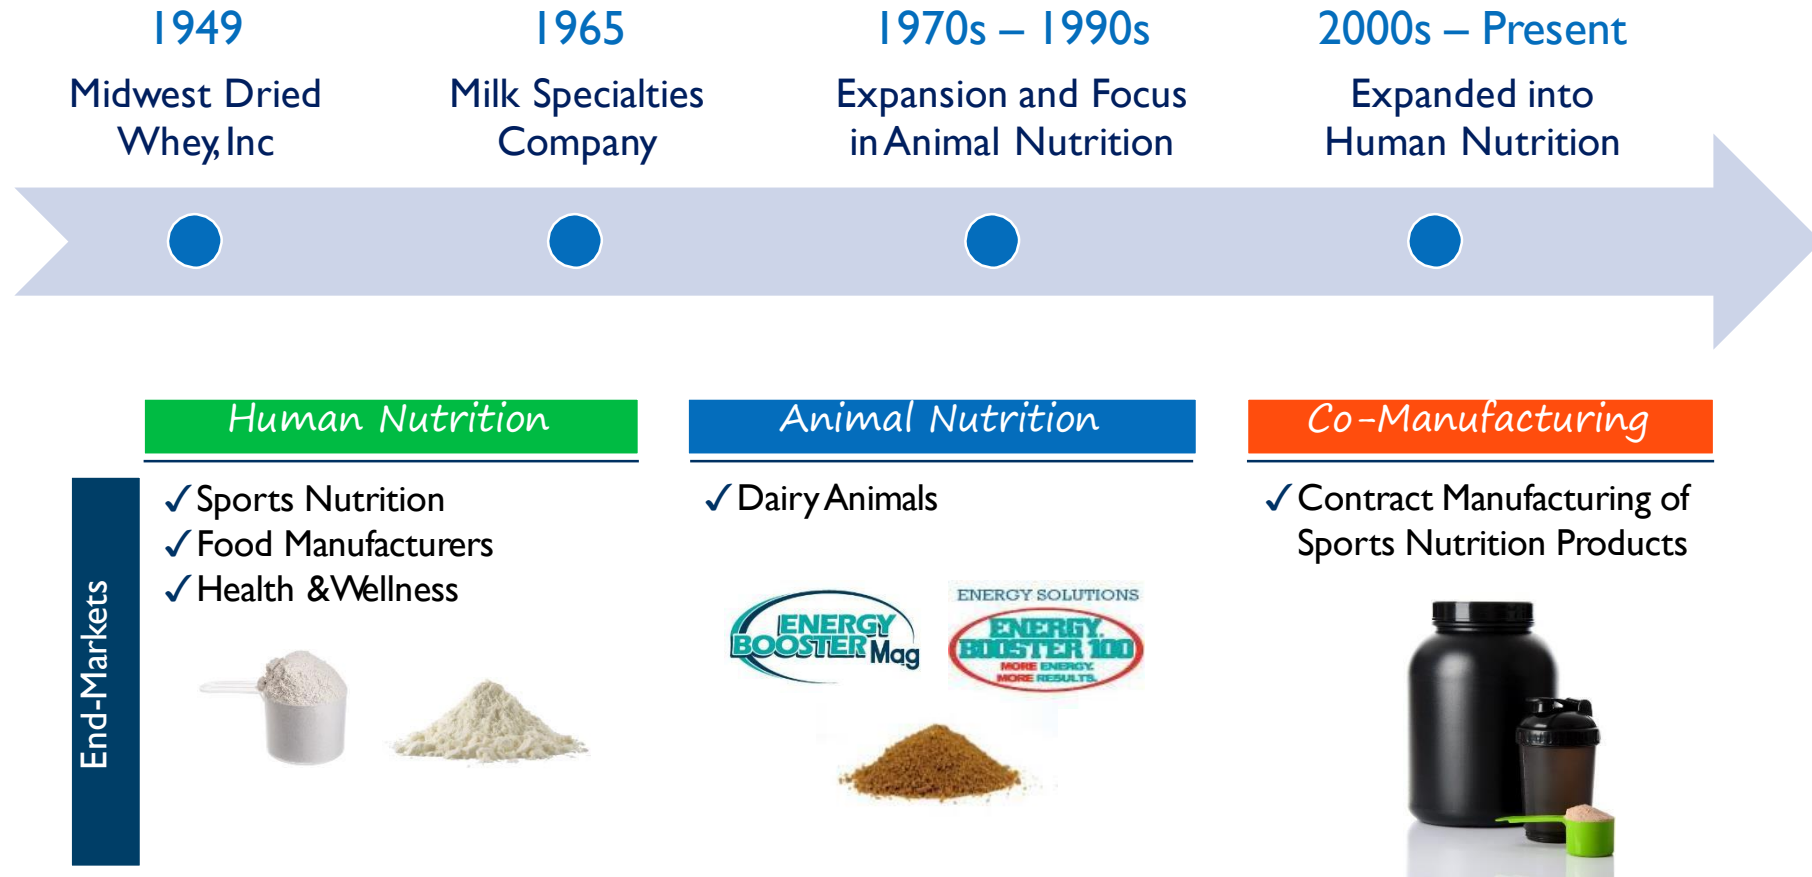 1949
Midwest Dried
Whey, Inc
1965
Milk Specialties
Company
1970s – 1990s
Expansion and Focus
in Animal Nutrition
2000s – Present
Expanded into
Human Nutrition
End-Markets
Human Nutrition
✓Sports Nutrition
✓Food Manufacturers
✓Health & Wellness
Animal Nutrition
✓Dairy Animals
ENERGY
BOOSTER Mag
ENERGY SOLUTIONS
ENERGY
BOOSTER 100
MORE ENERGY.
MORE RESULTS.
Co-Manufacturing
✓Contract Manufacturing of
Sports Nutrition Products